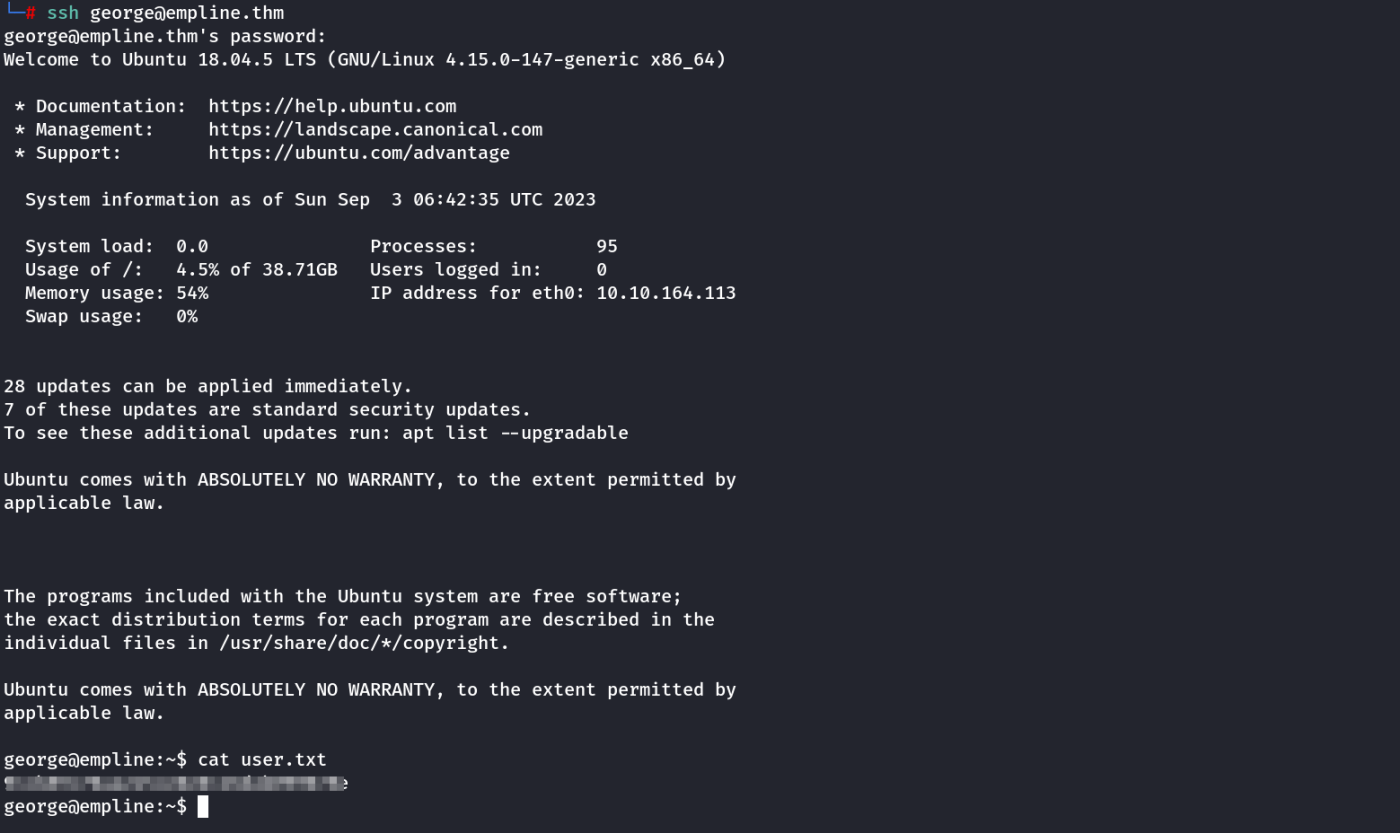 └─# ssh george@empline.thm
george@empline.thm's password:
Welcome to Ubuntu 18.04.5 LTS (GNU/Linux 4.15.0-147-generic x86_64)
* Documentation:  https://help.ubuntu.com
* Management:     https://landscape.canonical.com
* Support:        https://ubuntu.com/advantage
System information as of Sun Sep  3 06:42:35 UTC 2023
System load:  0.0               Processes:           95
Usage of /:   4.5% of 38.71GB   Users logged in:     0
Memory usage: 54%               IP address for eth0: 10.10.164.113
Swap usage:   0%
28 updates can be applied immediately.
7 of these updates are standard security updates.
To see these additional updates run: apt list --upgradable
Ubuntu comes with ABSOLUTELY NO WARRANTY, to the extent permitted by
applicable law.
The programs included with the Ubuntu system are free software;
the exact distribution terms for each program are described in the
individual files in /usr/share/doc/*/copyright.
Ubuntu comes with ABSOLUTELY NO WARRANTY, to the extent permitted by
applicable law.
george@empline:~$ cat user.txt
george@empline:~$